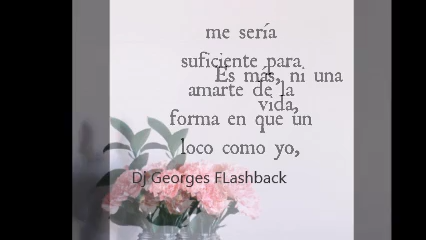 me sería
suficiente para
Es más, ni una
amarte de la
vida,
forma en que un
loco como yo,
Dj Georges FLashback